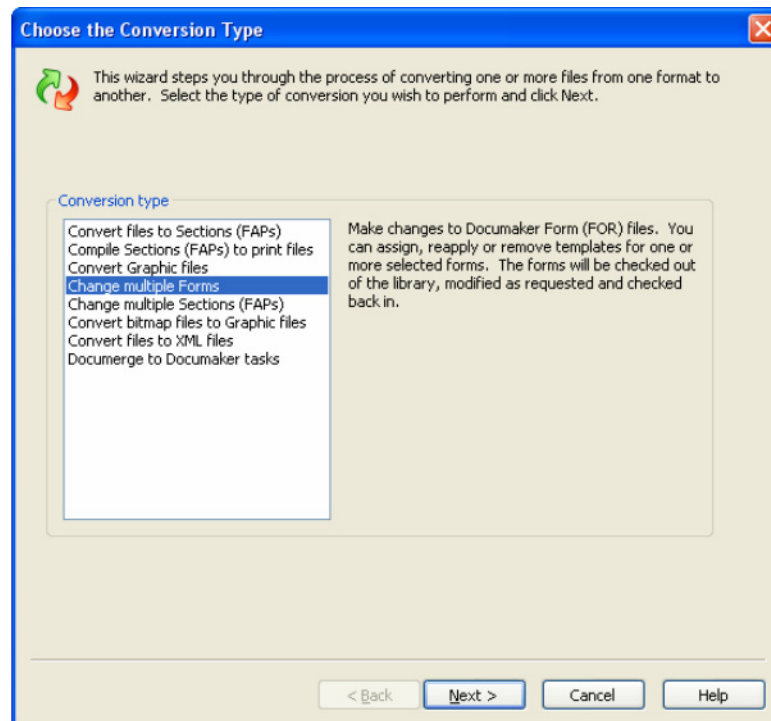 Choose the Conversion Type
This wizard steps you through the process of converting one or more files from one format to
another. Select the type of conversion you wish to perform and click Next.
Conversion type
Convert files to Sections (FAPs)
Compile Sections (FAPs) to print files
Convert Graphic files
Change multiple Forms
Change multiple Sections (FAPs)
Convert bitmap files to Graphic files
Convert files to XML files
Documerge to Documaker tasks
Make changes to Documaker Form (FOR) files. You
can assign, reapply or remove templates for one or
more selected forms. The forms will be checked out
of the library, modified as requested and checked
back in.
< Back
Next >
Cancel
Help